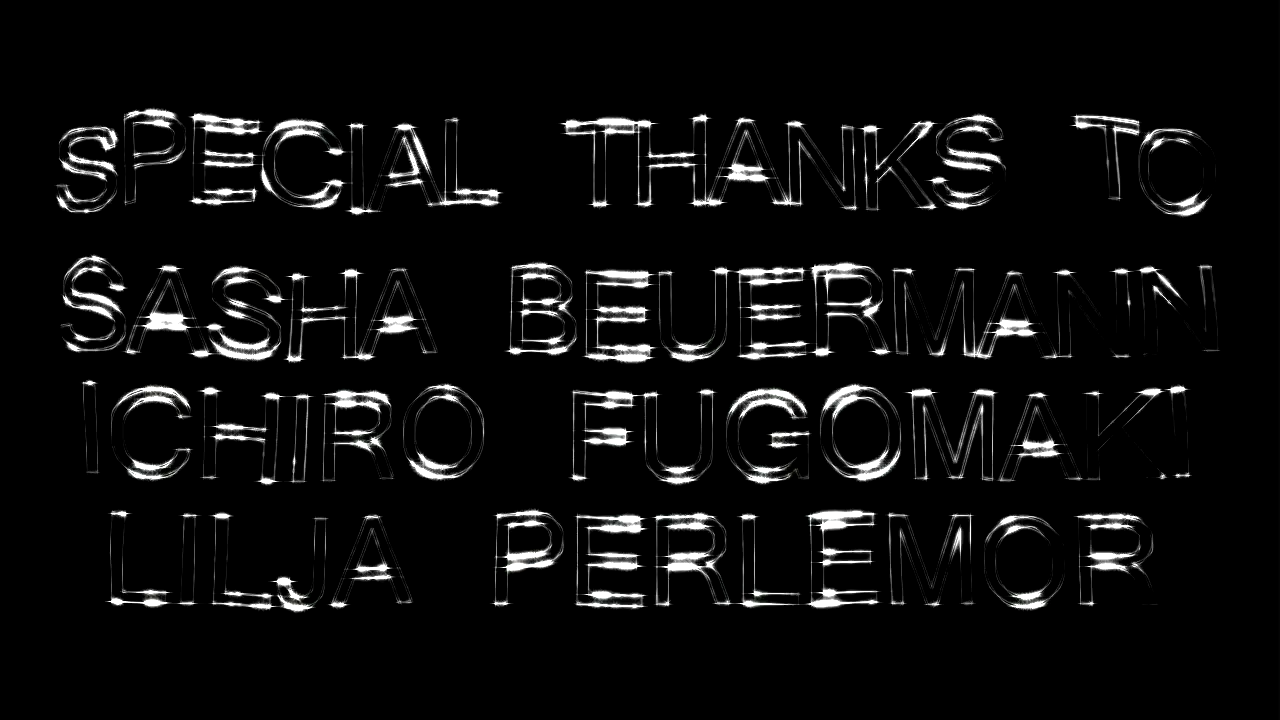 SPECIAL THANKS TO
SASHA BEUERMANN
ICHIRO FUGOMAKI
LILJA PERLEMOR